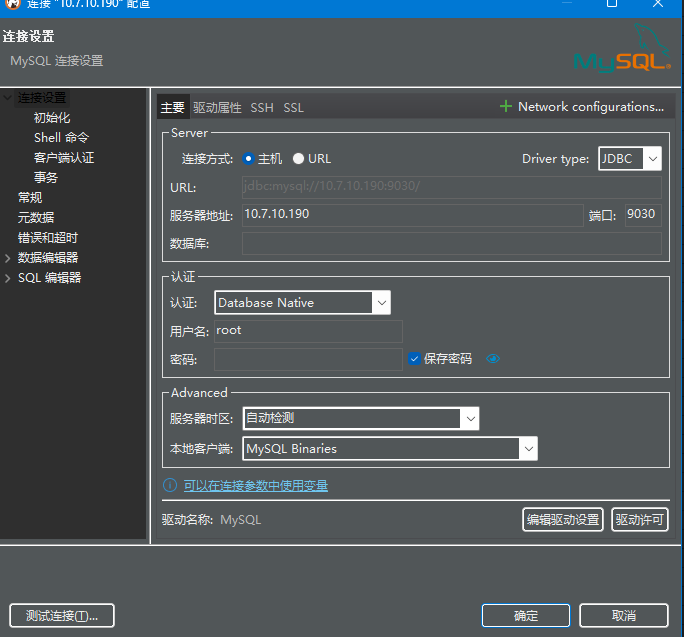 连接 "10.7.10.190" 配置
连接设置
MySQL 连接设置
MySQL
连接设置
初始化
Shell 命令
客户端认证
事务
常规
元数据
错误和超时
数据编辑器
SQL 编辑器
主要 驱动属性 SSH SSL Network configurations...
Server
连接方式: 主机 URL Driver type: JDBC
URL: jdbc:mysql://10.7.10.190:9030/
服务器地址: 10.7.10.190 端口: 9030
数据库:
认证
认证: Database Native
用户名: root
密码: 保存密码
Advanced
服务器时区: 自动检测
本地客户端: MySQL Binaries
可以在连接参数中使用变量
驱动名称: MySQL 编辑驱动设置 驱动许可
测试连接(T)... 确定 取消